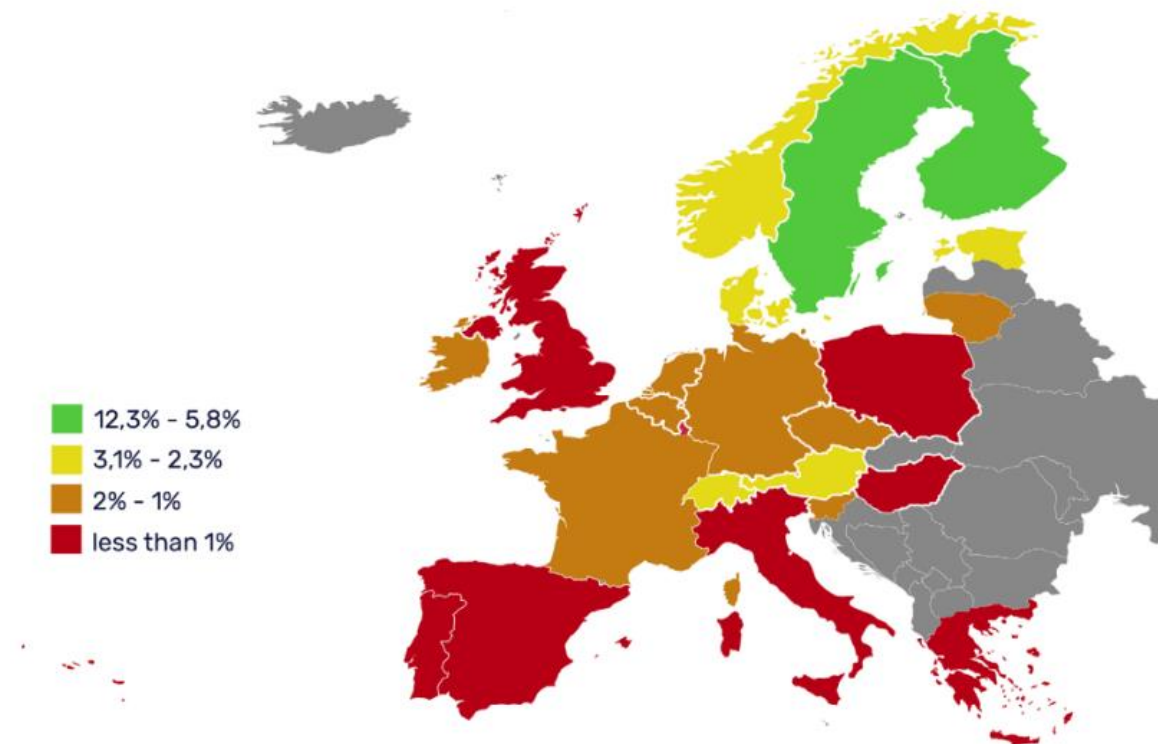 12,3% - 5,8%
3,1% - 2,3%
2% - 1%
less than 1%